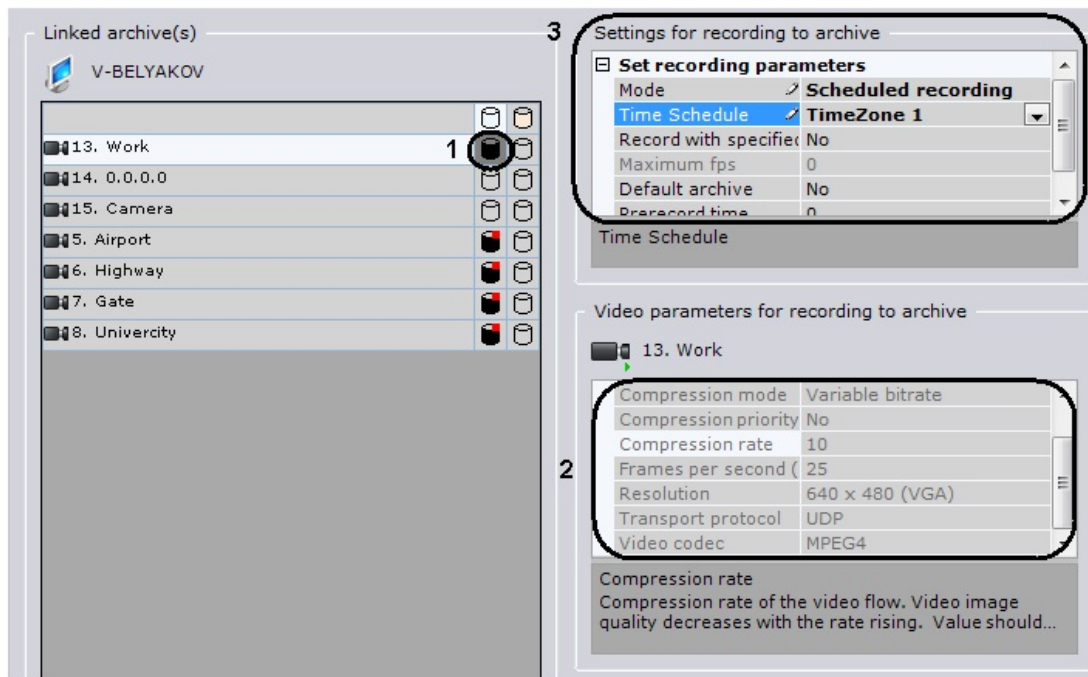 Linked archive(s)
V-BELYAKOV
13. Work
14. 0.0.0.0
15. Camera
5. Airport
6. Highway
7. Gate
8. Univercity
1
3
Settings for recording to archive
Set recording parameters
Mode Scheduled recording
Time Schedule TimeZone 1
Record with specified No
Maximum fps 0
Default archive No
Prerecord time 0
Time Schedule
Video parameters for recording to archive
13. Work
2
Compression mode Variable bitrate
Compression priority No
Compression rate 10
Frames per second ( 25
Resolution 640 x 480 (VGA)
Transport protocol UDP
Video codec MPEG4
Compression rate
Compression rate of the video flow. Video image
quality decreases with the rate rising. Value should...